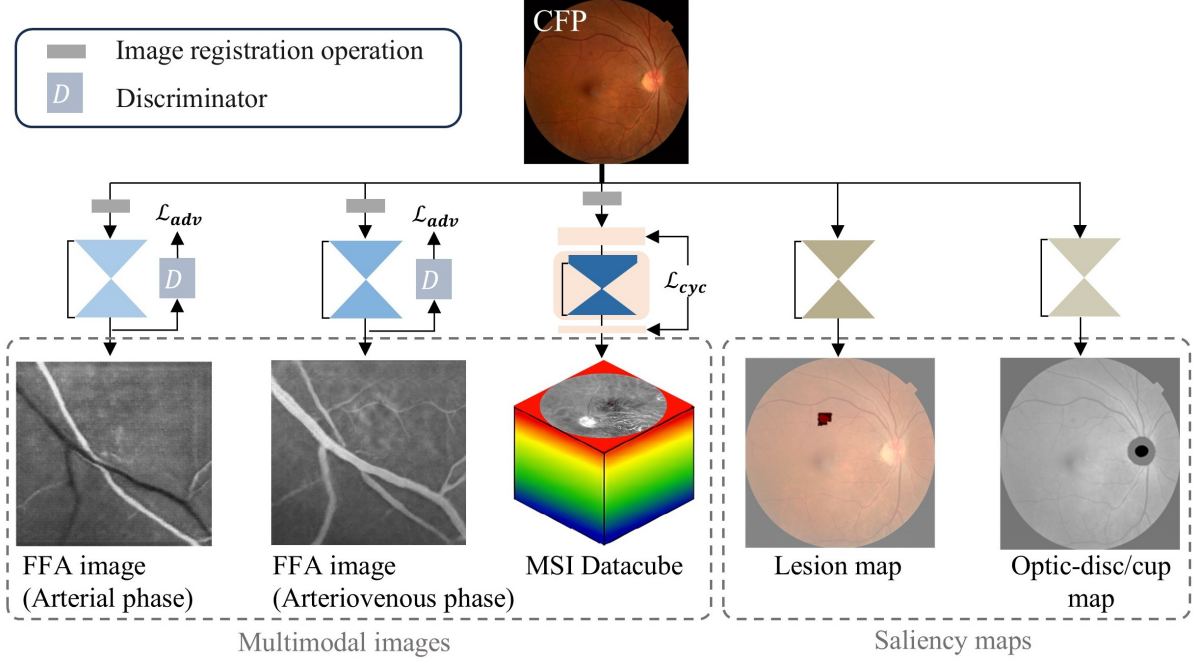 CFP
Image registration operation
D
Discriminator
ℒadv
ℒadv
D
D
ℒcyc
FFA image
(Arterial phase)
FFA image
(Arteriovenous phase)
MSI Datacube
Lesion map
Optic-disc/cup
map
Multimodal images
Saliency maps